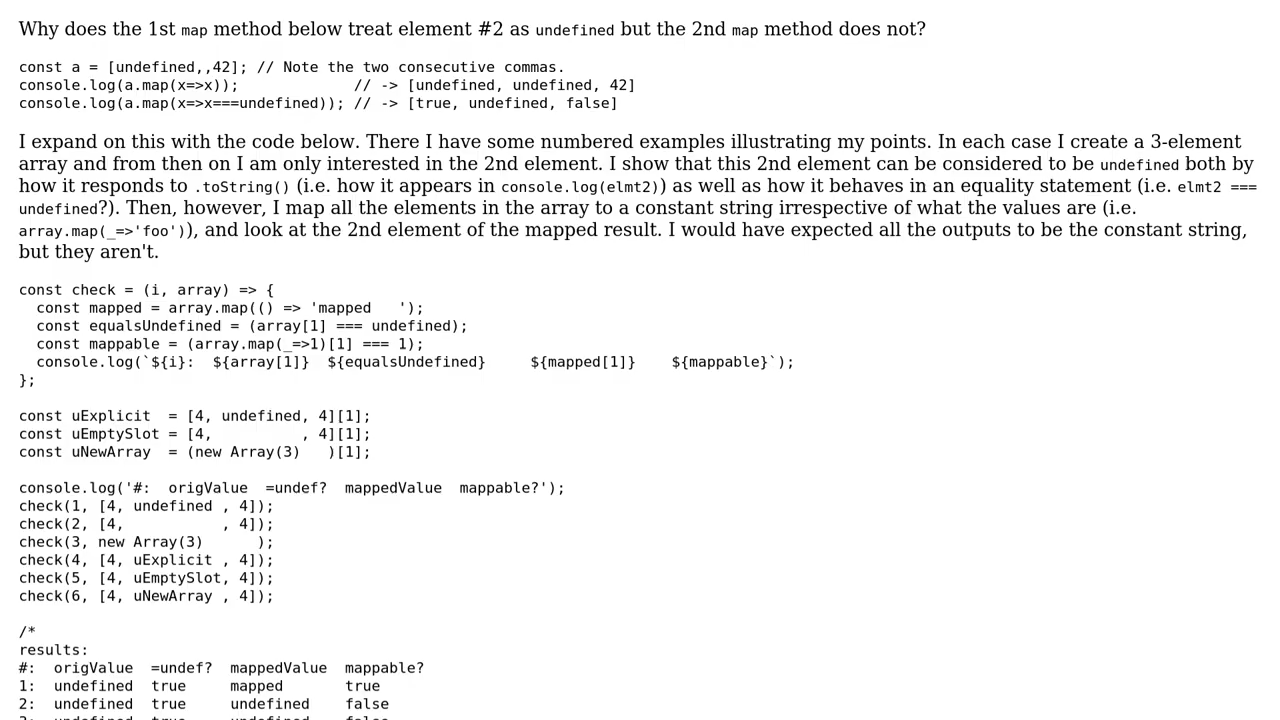 Why does the 1st map method below treat element #2 as undefined but the 2nd map method does not?
const a = [undefined,,42]; // Note the two consecutive commas.
console.log(a.map(x=>x));             // -> [undefined, undefined, 42]
console.log(a.map(x=>x===undefined)); // -> [true, undefined, false]
I expand on this with the code below. There I have some numbered examples illustrating my points. In each case I create a 3-element
array and from then on I am only interested in the 2nd element. I show that this 2nd element can be considered to be undefined both by
how it responds to .toString() (i.e. how it appears in console.log(elmt2)) as well as how it behaves in an equality statement (i.e. elmt2 ===
undefined?). Then, however, I map all the elements in the array to a constant string irrespective of what the values are (i.e.
array.map(_=>'foo')), and look at the 2nd element of the mapped result. I would have expected all the outputs to be the constant string,
but they aren't.
const check = (i, array) => {
  const mapped = array.map(() => 'mapped   ');
  const equalsUndefined = (array[1] === undefined);
  const mappable = (array.map(_=>1)[1] === 1);
  console.log(`${i}:  ${array[1]}  ${equalsUndefined}     ${mapped[1]}    ${mappable}`);
};
const uExplicit  = [4, undefined, 4][1];
const uEmptySlot = [4,          , 4][1];
const uNewArray  = (new Array(3)   )[1];
console.log('#:  origValue  =undef?  mappedValue  mappable?');
check(1, [4, undefined , 4]);
check(2, [4,           , 4]);
check(3, new Array(3)      );
check(4, [4, uExplicit , 4]);
check(5, [4, uEmptySlot, 4]);
check(6, [4, uNewArray , 4]);
/*
results:
#:  origValue  =undef?  mappedValue  mappable?
1:  undefined  true     mapped       true
2:  undefined  true     undefined    false